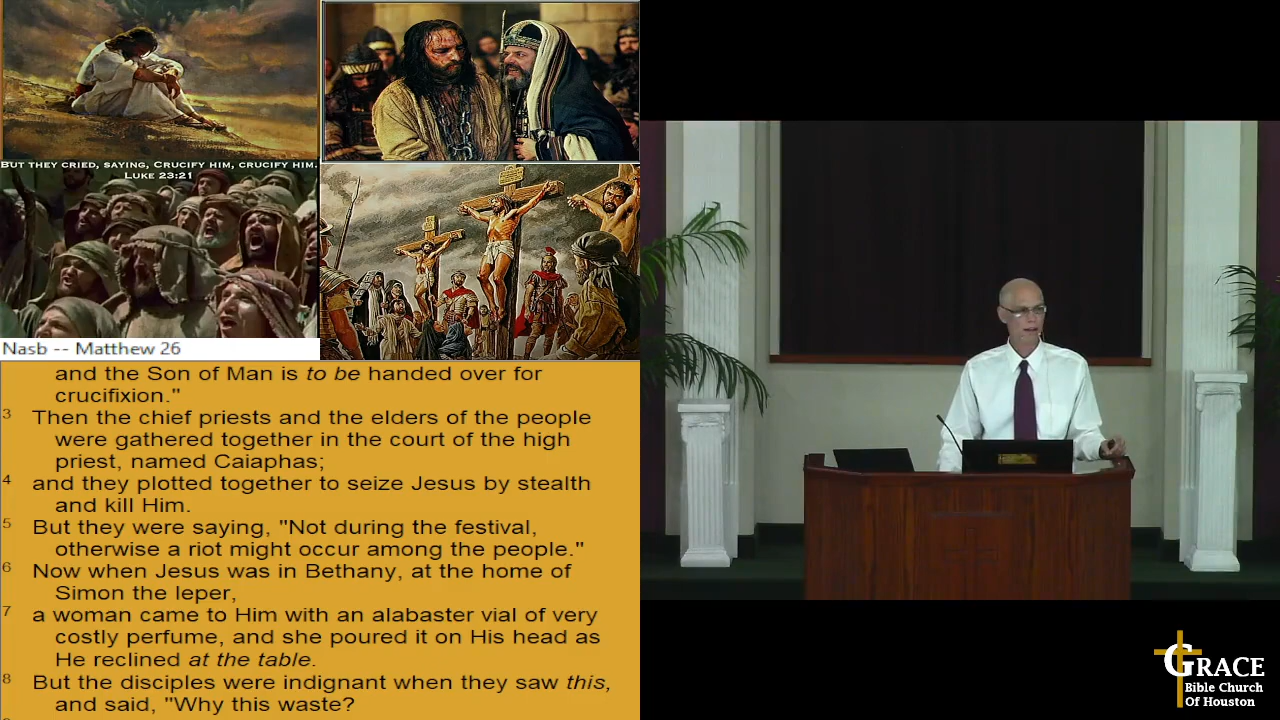 BUT THEY CRIED, SAYING, CRUCIFY HIM, CRUCIFY HIM.
LUKE 23:21
Nasb -- Matthew 26
and the Son of Man is to be handed over for
crucifixion."
3 Then the chief priests and the elders of the people
were gathered together in the court of the high
priest, named Caiaphas;
4 and they plotted together to seize Jesus by stealth
and kill Him.
5 But they were saying, "Not during the festival,
otherwise a riot might occur among the people."
6 Now when Jesus was in Bethany, at the home of
Simon the leper,
7 a woman came to Him with an alabaster vial of very
costly perfume, and she poured it on His head as
He reclined at the table.
8 But the disciples were indignant when they saw this,
and said, "Why this waste?
GRACE
Bible Church
Of Houston